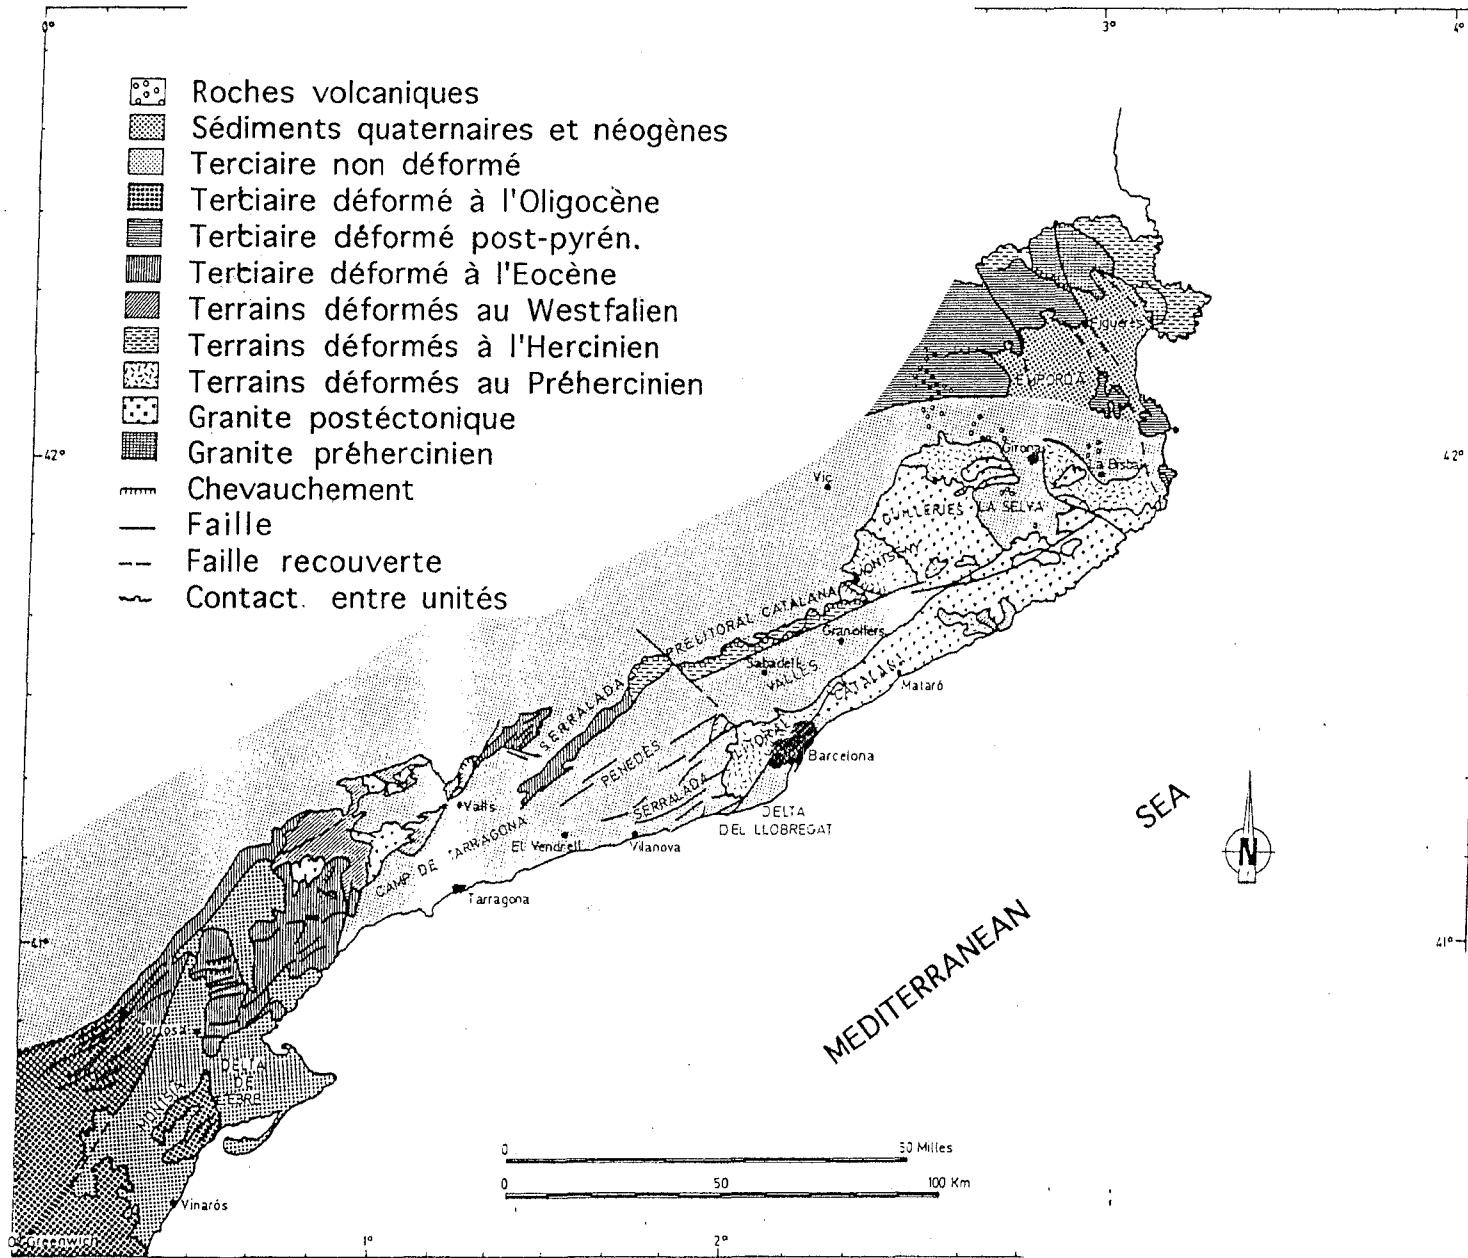 0°
3°
4°
Roches volcaniques
Sédiments quaternaires et néogènes
Terciaire non déformé
Tertiaire déformé à l'Oligocène
Tertiaire déformé post-pyrén.
Tertiaire déformé à l'Eocène
Terrains déformés au Westfalien
Terrains déformés à l'Hercinien
Terrains déformés au Préhercinien
Granite postéctonique
Granite préhercinien
Chevauchement
Faille
Faille recouverte
Contact. entre unités
42°
42°
Figueres
EMPORDÀ
Girona
La Bisbal
Vic
GUILLERIES
LA SELVA
MONTSENY
SERRALADA PRELITORAL CATALANA
Granollers
Sabadell
VALLÈS
Mataró
SERRALADA LITORAL CATALANA
Barcelona
PENEDÈS
DELTA
DEL LLOBREGAT
Valls
CAMP DE TARRAGONA
El Vendrell
Vilanova
Tarragona
SEA
N
MEDITERRANEAN
41°
41°
Tortosa
DELTA
DE
L'EBRE
MONTSIÀ
Vinarós
0 50 Milles
0 50 100 Km
Greenwich
1°
2°